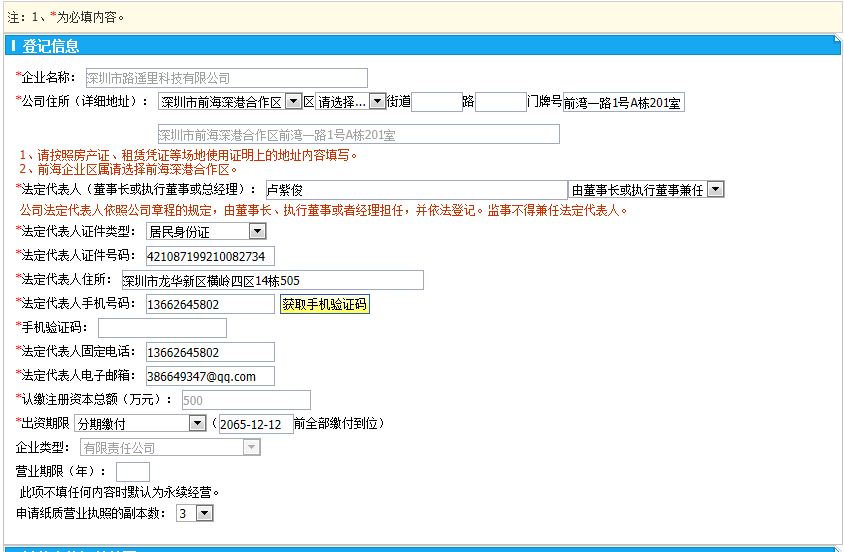 注：1、*为必填内容。
登记信息
*企业名称： 深圳市路遥里科技有限公司
*公司住所（详细地址）： 深圳市前海深港合作区 区 请选择... 街道 路 门牌号 前湾一路1号A栋201室
深圳市前海深港合作区前湾一路1号A栋201室
1、请按照房产证、租赁凭证等场地使用证明上的地址内容填写。
2、前海企业区属请选择前海深港合作区。
*法定代表人（董事长或执行董事或总经理）： 卢紫俊 由董事长或执行董事兼任
公司法定代表人依照公司章程的规定，由董事长、执行董事或者经理担任，并依法登记。监事不得兼任法定代表人。
*法定代表人证件类型： 居民身份证
*法定代表人证件号码： 421087199210082734
*法定代表人住所： 深圳市龙华新区横岭四区14栋505
*法定代表人手机号码： 13662645802 获取手机验证码
*手机验证码：
*法定代表人固定电话： 13662645802
*法定代表人电子邮箱： 386649347@qq.com
*认缴注册资本总额（万元）： 500
*出资期限 分期缴付 （ 2065-12-12 前全部缴付到位）
企业类型： 有限责任公司
营业期限（年）：
此项不填任何内容时默认为永续经营。
申请纸质营业执照的副本数： 3